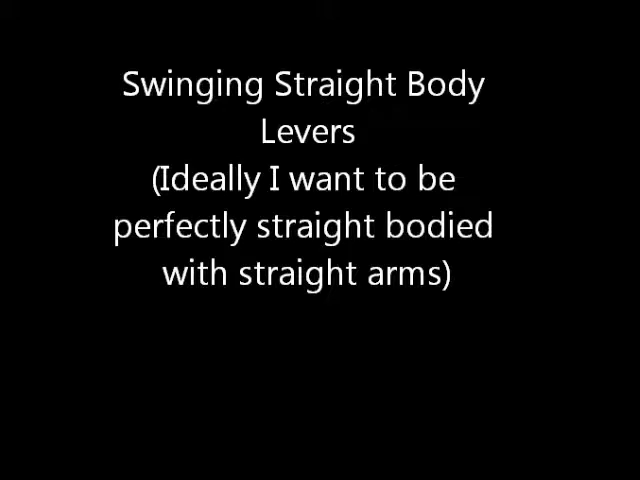 Swinging Straight Body
Levers
(Ideally I want to be
perfectly straight bodied
with straight arms)